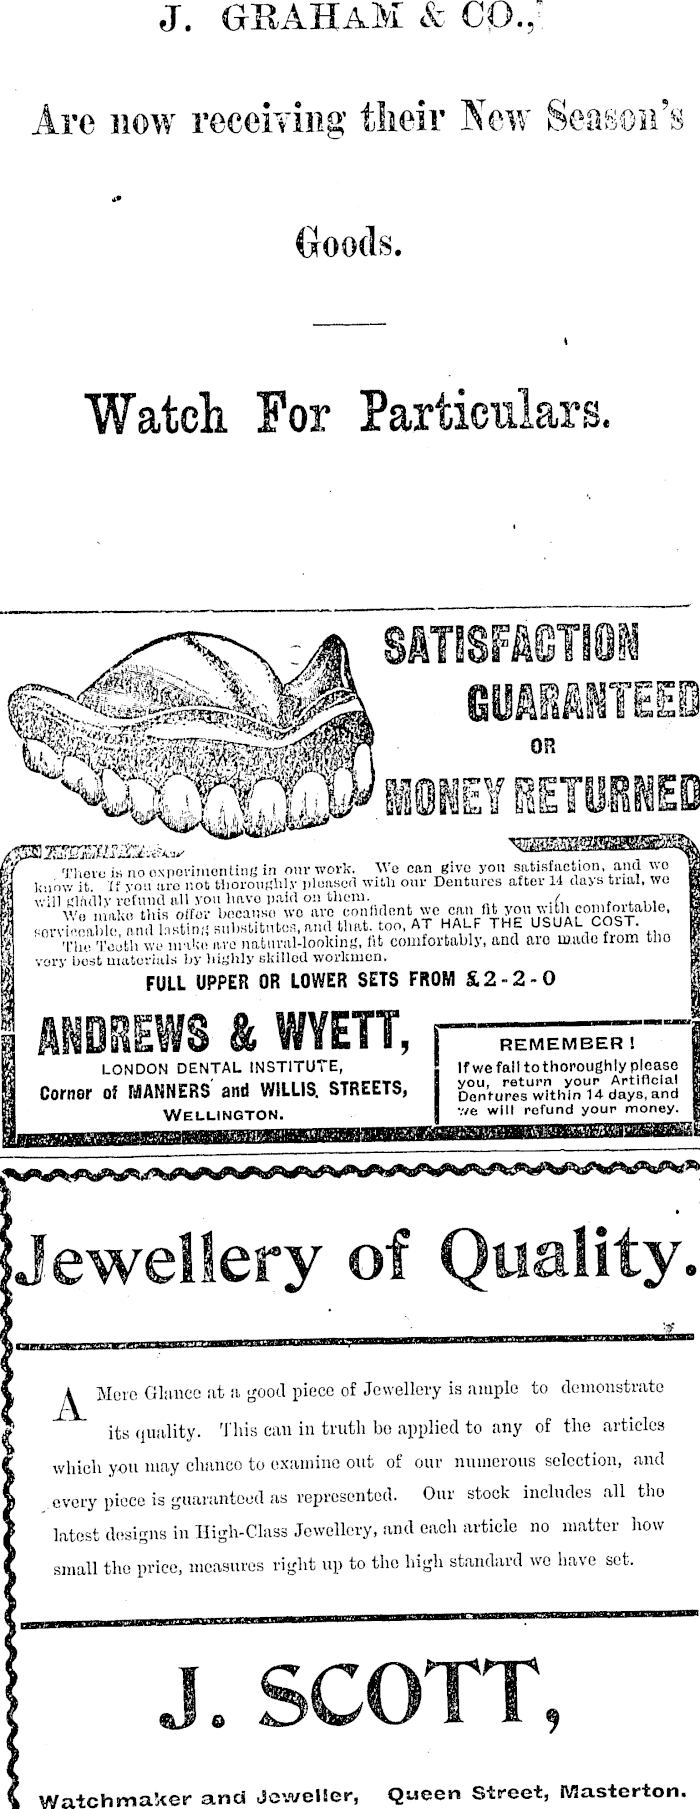 J. GRAHAM & CO.,
Are now receiving their New Season's
Goods.
Watch For Particulars.
SATISFACTION
GUARANTEED
OR
MONEY RETURNED
There is no experimenting in our work. We can give you satisfaction, and we
know it. If you are not thoroughly pleased with our Dentures after 14 days trial, we
will gladly refund all you have paid on them.
We make this offer because we are confident we can fit you with comfortable,
serviceable, and lasting substitutes, and that. too, AT HALF THE USUAL COST.
The Teeth we make are natural-looking, fit comfortably, and are made from the
very best materials by highly skilled workmen.
FULL UPPER OR LOWER SETS FROM £2-2-0
ANDREWS & WYETT,
LONDON DENTAL INSTITUTE,
Corner of MANNERS and WILLIS. STREETS,
WELLINGTON.
REMEMBER!
If we fail to thoroughly please
you, return your Artificial
Dentures within 14 days, and
we will refund your money.
Jewellery of Quality.
A Mere Glance at a good piece of Jewellery is ample to demonstrate
its quality. This can in truth be applied to any of the articles
which you may chance to examine out of our numerous selection, and
every piece is guaranteed as represented. Our stock includes all the
latest designs in High-Class Jewellery, and each article no matter how
small the price, measures right up to the high standard we have set.
J. SCOTT,
Watchmaker and Jeweller, Queen Street, Masterton.